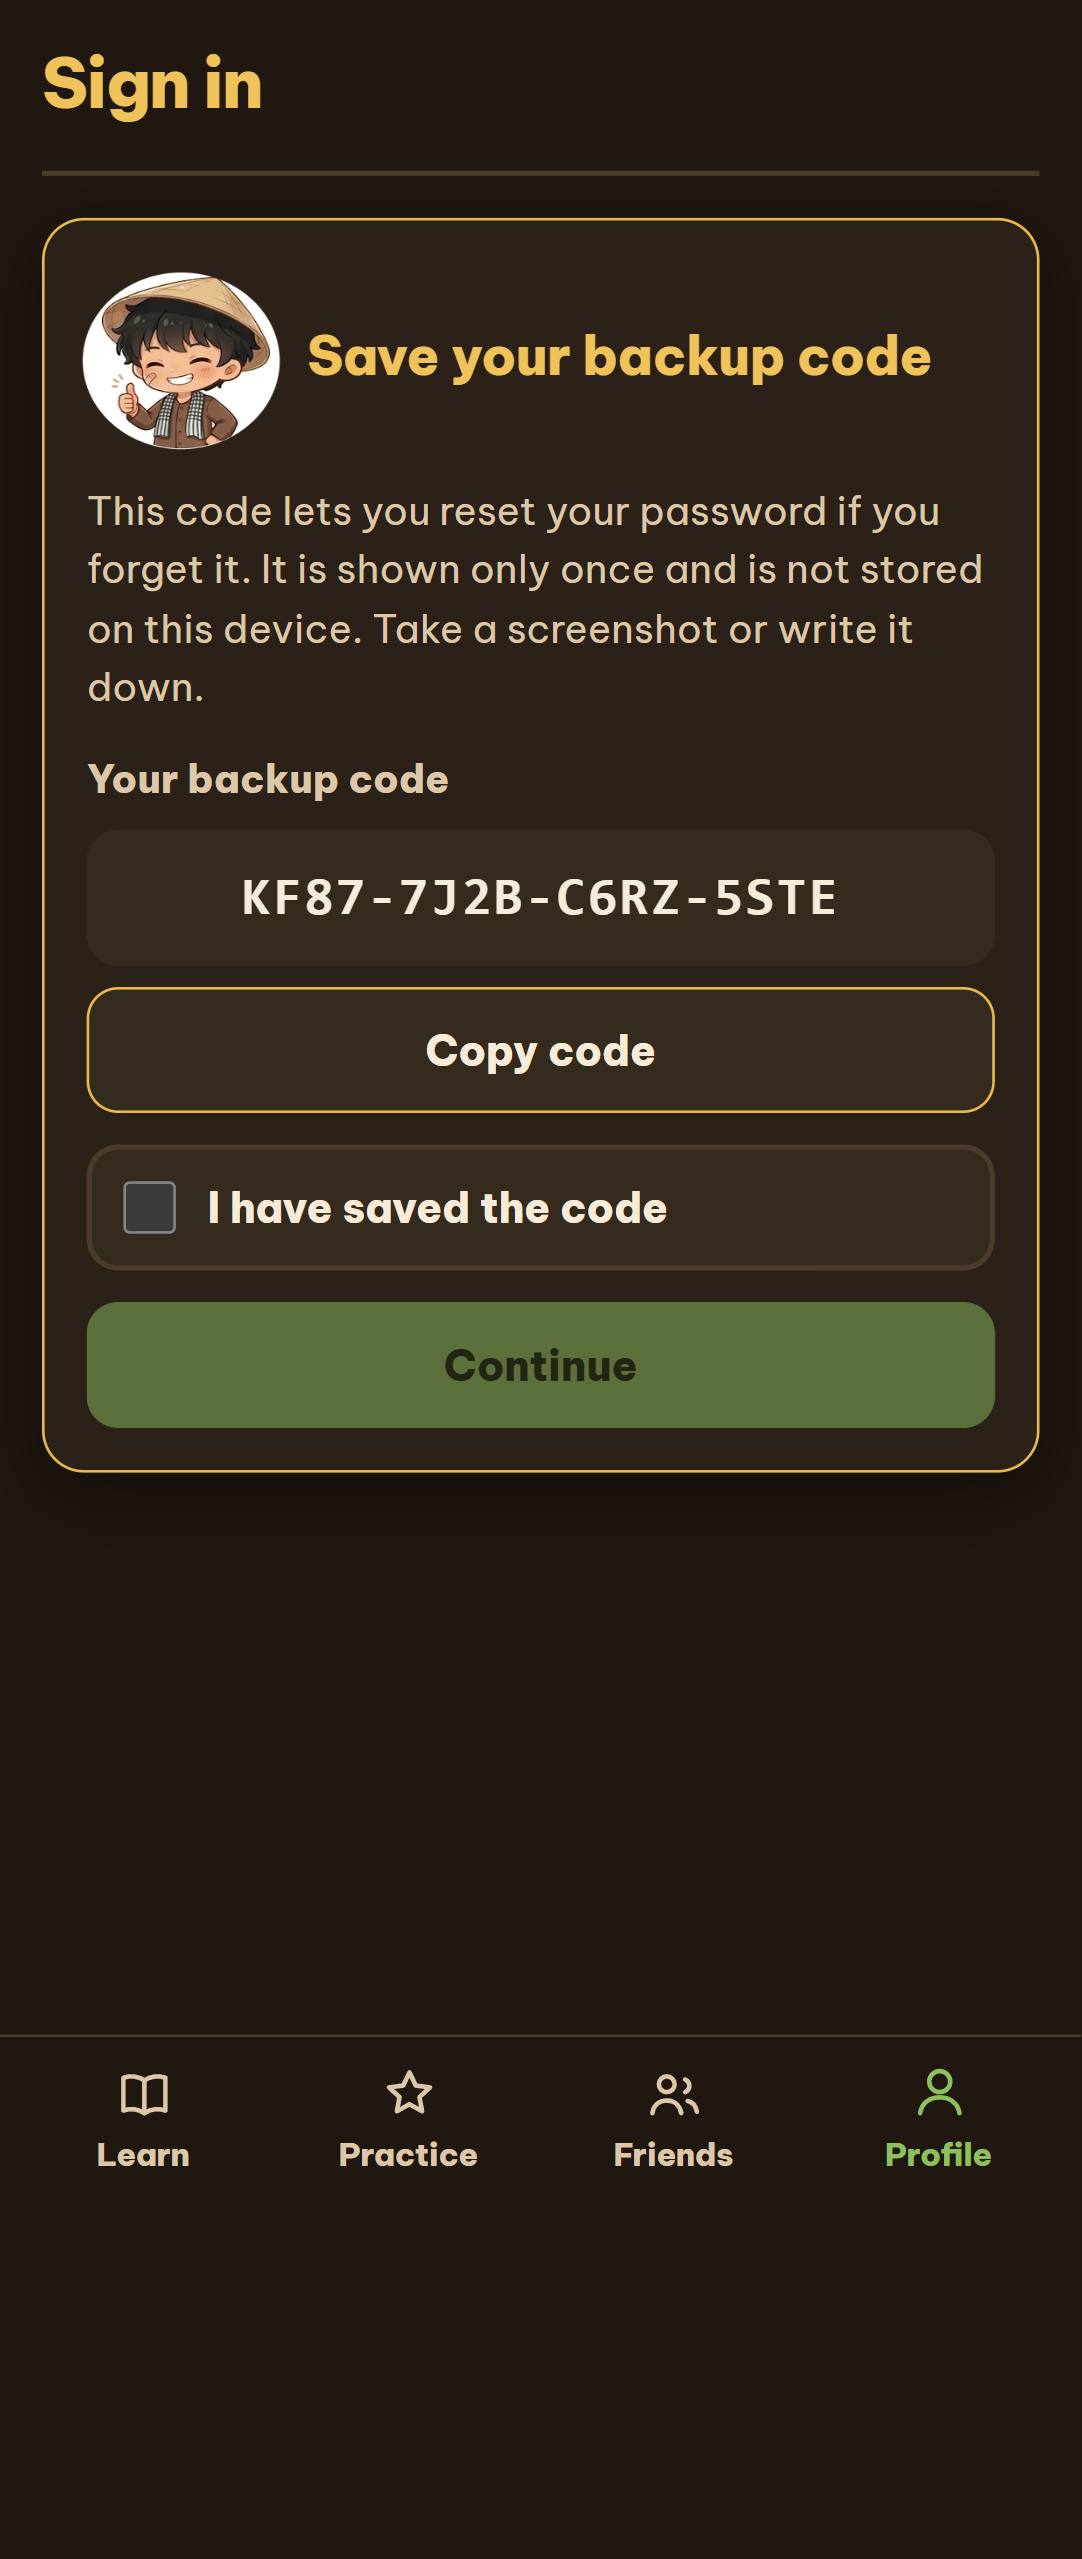 Sign in
Save your backup code
This code lets you reset your password if you
forget it. It is shown only once and is not stored
on this device. Take a screenshot or write it
down.
Your backup code
KF87-7J2B-C6RZ-5STE
Copy code
I have saved the code
Continue
Learn
Practice
Friends
Profile